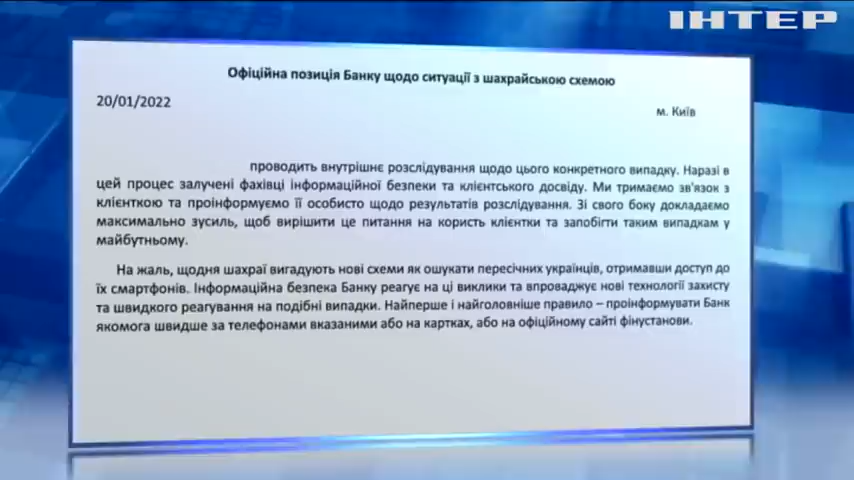 ІНТЕР
Офіційна позиція Банку щодо ситуації з шахрайською схемою
20/01/2022
м. Київ
проводить внутрішнє розслідування щодо цього конкретного випадку. Наразі в
цей процес залучені фахівці інформаційної безпеки та клієнтського досвіду. Ми тримаємо зв'язок з
клієнткою та проінформуємо її особисто щодо результатів розслідування. Зі свого боку докладаємо
максимально зусиль, щоб вирішити це питання на користь клієнтки та запобігти таким випадкам у
майбутньому.
На жаль, щодня шахраї вигадують нові схеми як ошукати пересічних українців, отримавши доступ до
їх смартфонів. Інформаційна безпека Банку реагує на ці виклики та впроваджує нові технології захисту
та швидкого реагування на подібні випадки. Найперше і найголовніше правило – проінформувати Банк
якомога швидше за телефонами вказаними або на картках, або на офіційному сайті фінустанови.